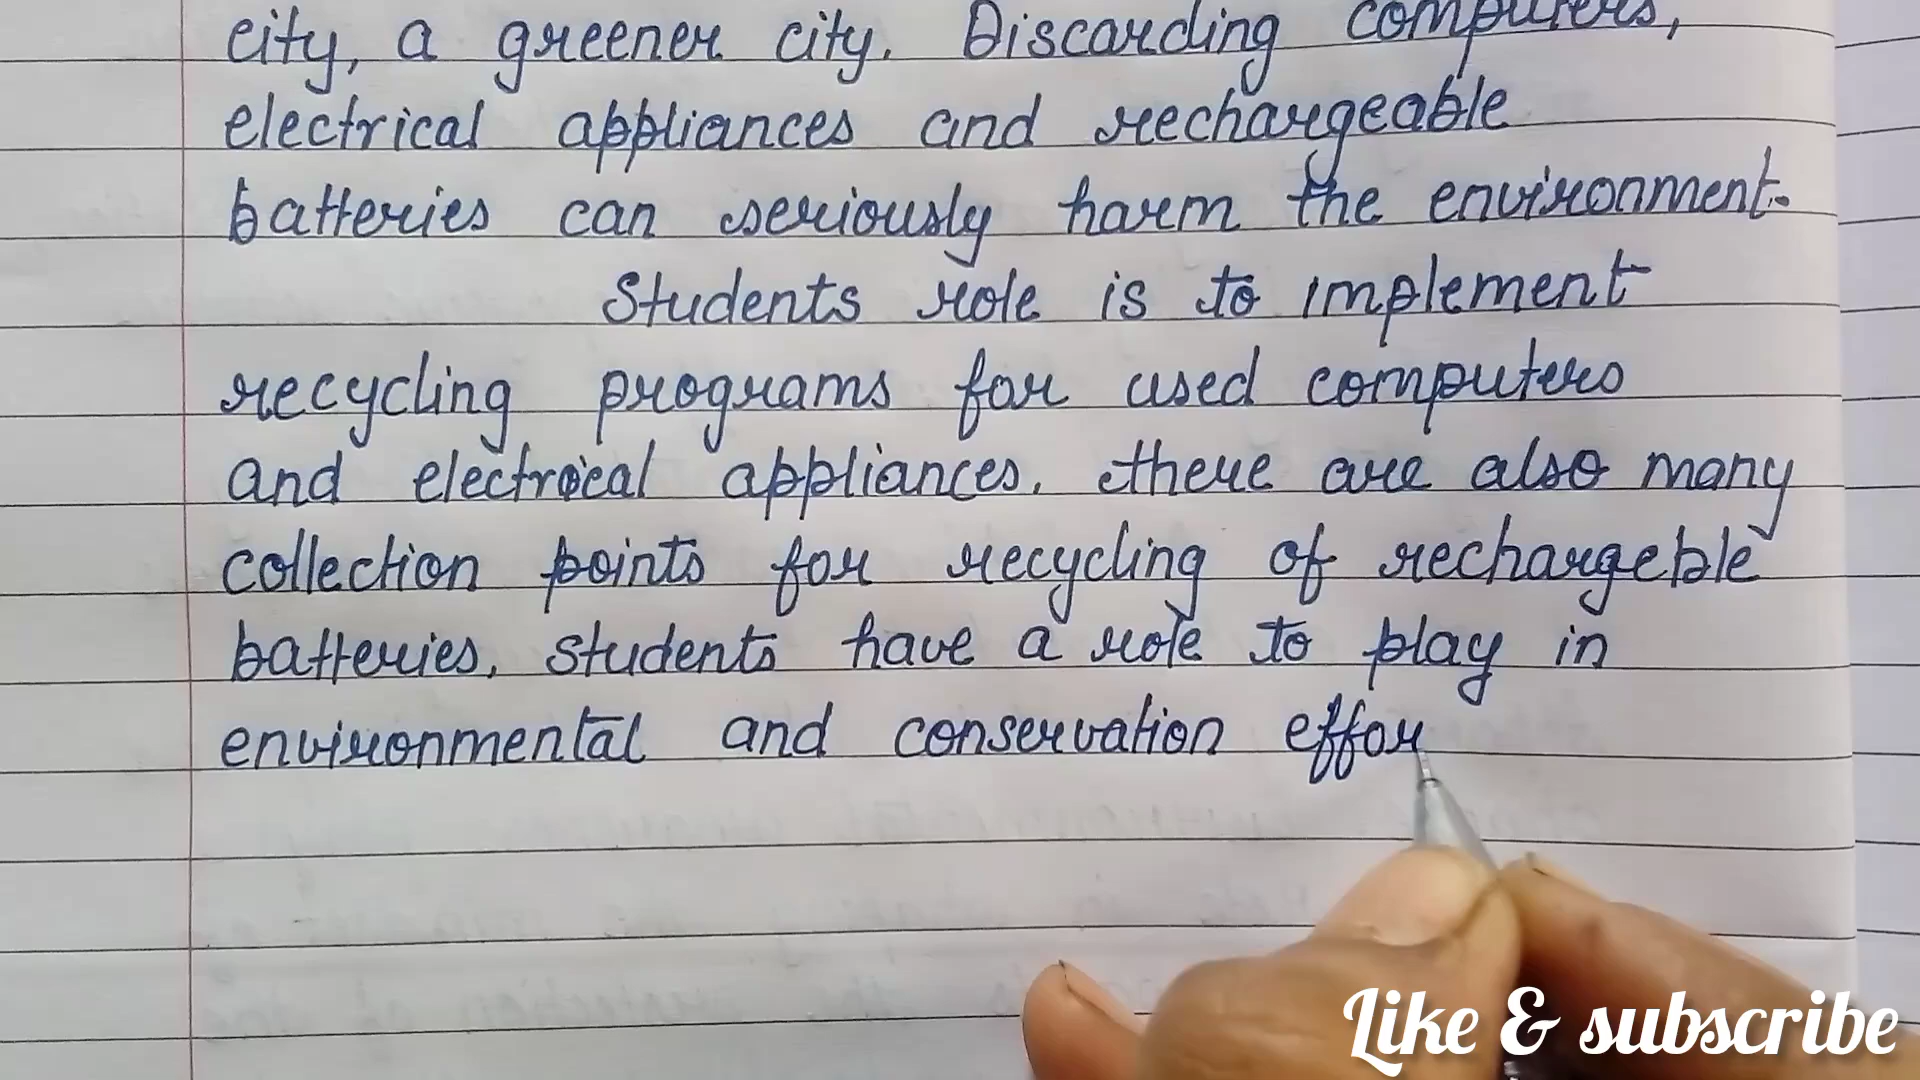 city, a greener city. Discarding computers,
electrical appliances and rechargeable
batteries can seriously harm the environment.
Students role is to implement
recycling programs for used computers
and electrical appliances. there are also many
collection points for recycling of rechargeble
batteries. students have a role to play in
environmental and conservation effor
Like & subscribe